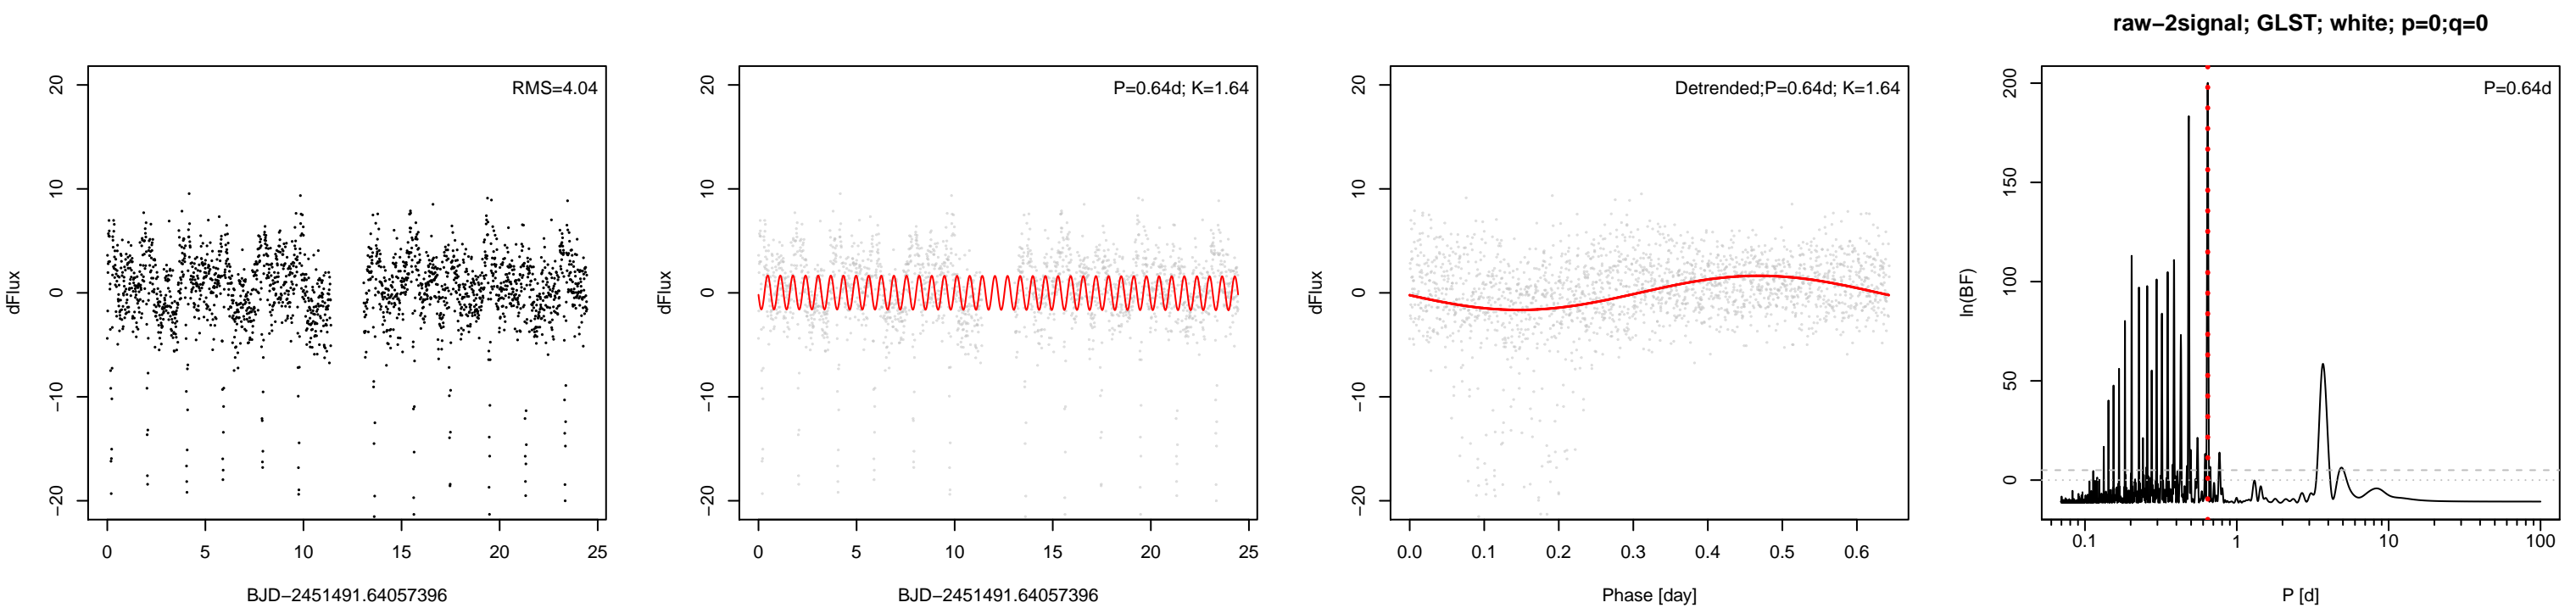 raw−2signal; GLST; white; p=0;q=0
RMS=4.04
20
10
0
−10
−20
dFlux
0 5 10 15 20 25
BJD−2451491.64057396
P=0.64d; K=1.64
20
10
0
−10
−20
dFlux
0 5 10 15 20 25
BJD−2451491.64057396
Detrended;P=0.64d; K=1.64
20
10
0
−10
−20
dFlux
0.0 0.1 0.2 0.3 0.4 0.5 0.6
Phase [day]
P=0.64d
200
150
100
50
0
ln(BF)
0.1 1 10 100
P [d]